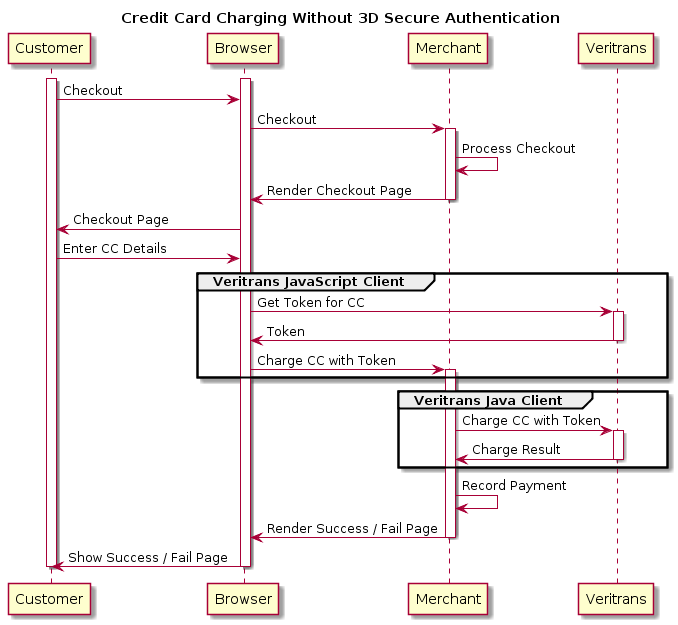 Credit Card Charging Without 3D Secure Authentication
Customer Browser Merchant Veritrans
Checkout
Checkout
Process Checkout
Render Checkout Page
Checkout Page
Enter CC Details
Veritrans JavaScript Client
Get Token for CC
Token
Charge CC with Token
Veritrans Java Client
Charge CC with Token
Charge Result
Record Payment
Render Success / Fail Page
Show Success / Fail Page
Customer Browser Merchant Veritrans